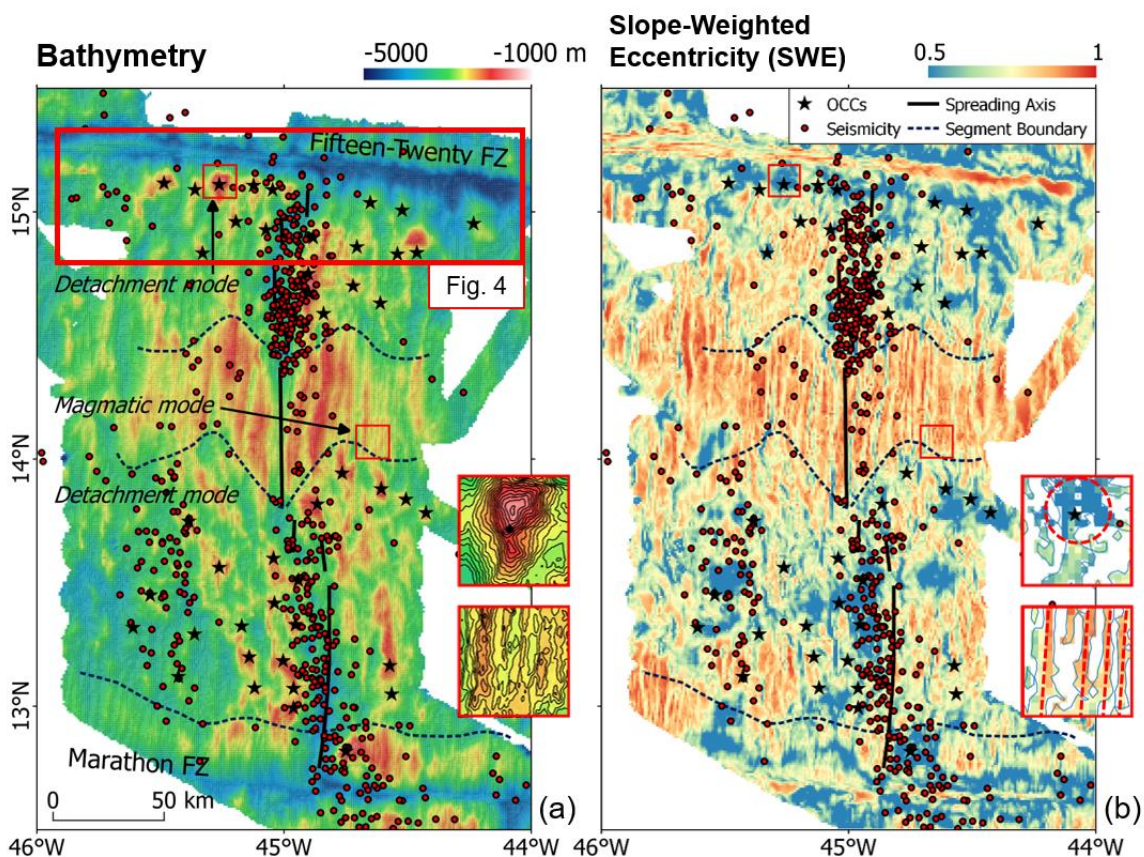 Bathymetry
-5000
-1000 m
Fifteen-Twenty FZ
Detachment mode
Fig. 4
Magmatic mode
Detachment mode
Marathon FZ
0
50 km
(a)
15°N
14°N
13°N
46°W
45°W
44°W
Slope-Weighted
Eccentricity (SWE)
0.5
1
OCCs
Spreading Axis
Seismicity
Segment Boundary
(b)
46°W
45°W
44°W